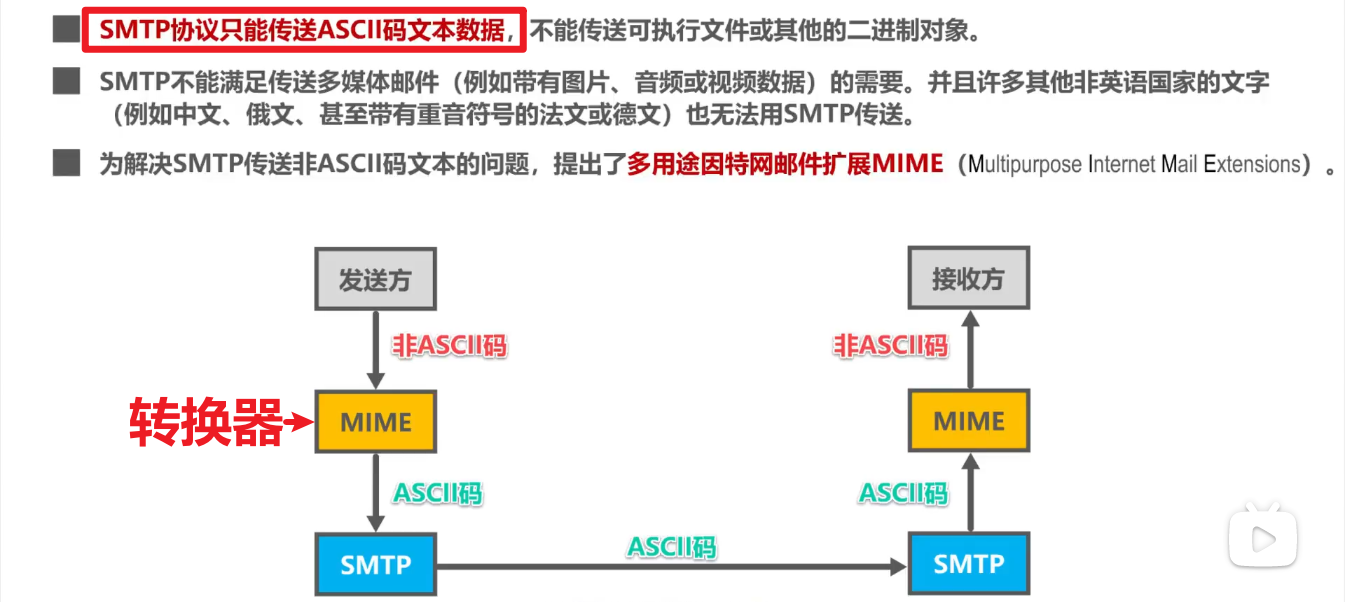 SMTP协议只能传送ASCII码文本数据，不能传送可执行文件或其他的二进制对象。
SMTP不能满足传送多媒体邮件（例如带有图片、音频或视频数据）的需要。并且许多其他非英语国家的文字
（例如中文、俄文、甚至带有重音符号的法文或德文）也无法用SMTP传送。
为解决SMTP传送非ASCII码文本的问题，提出了多用途因特网邮件扩展MIME（Multipurpose Internet Mail Extensions）。
发送方
接收方
非ASCII码
非ASCII码
转换器
MIME
MIME
ASCII码
ASCII码
ASCII码
SMTP
SMTP